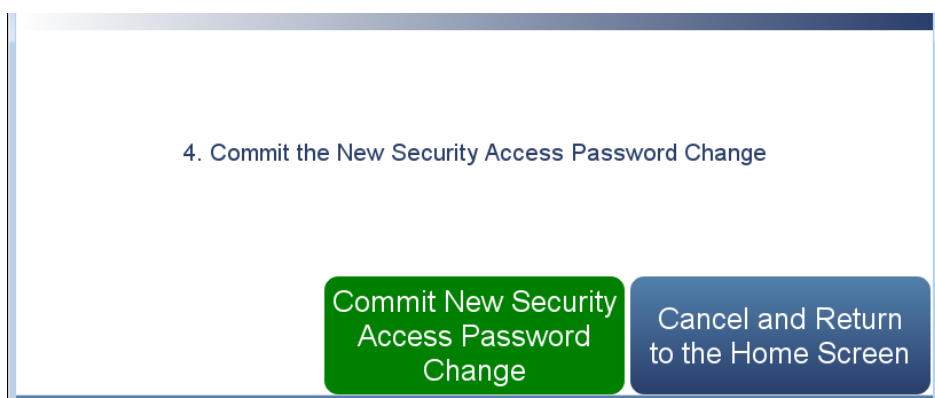 4. Commit the New Security Access Password Change
Commit New Security
Access Password
Change
Cancel and Return
to the Home Screen